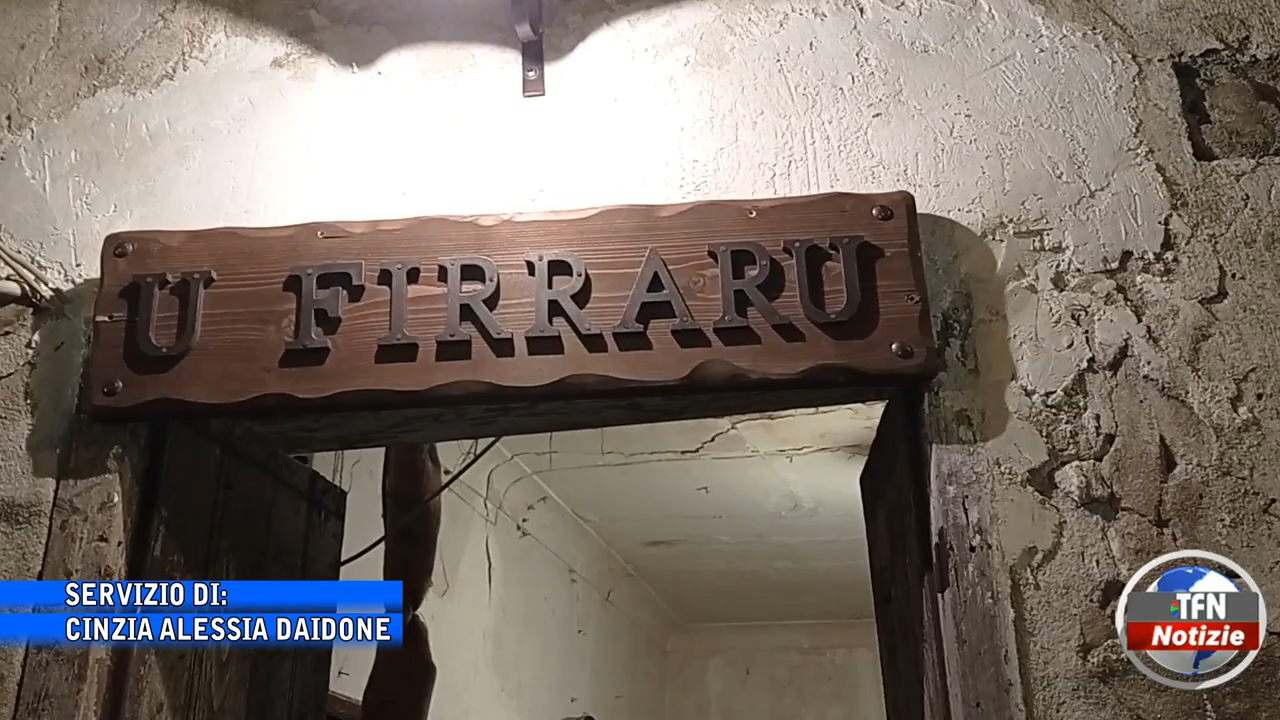 U FIRRARU
SERVIZIO DI:
CINZIA ALESSIA DAIDONE
TFN
Notizie